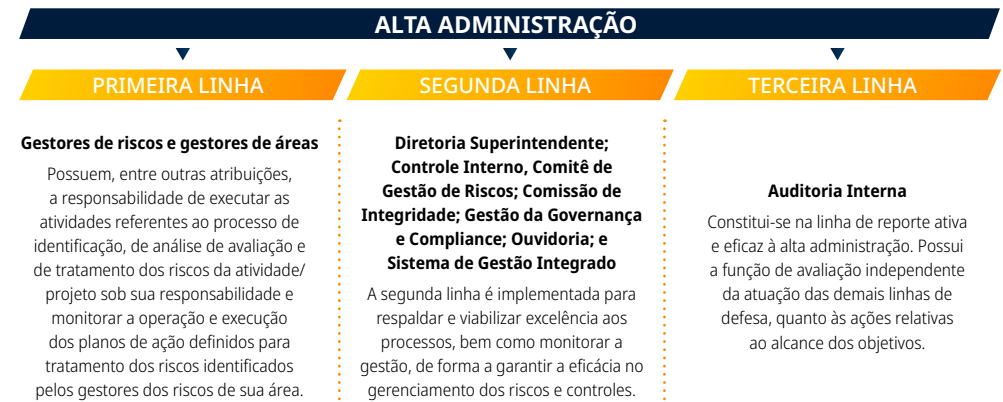 ALTA ADMINISTRAÇÃO
PRIMEIRA LINHA
Gestores de riscos e gestores de áreas
Possuem, entre outras atribuições,
a responsabilidade de executar as
atividades referentes ao processo de
identificação, de análise de avaliação e
de tratamento dos riscos da atividade/
projeto sob sua responsabilidade e
monitorar a operação e execução
dos planos de ação definidos para
tratamento dos riscos identificados
pelos gestores dos riscos de sua área.
SEGUNDA LINHA
Diretoria Superintendente;
Controle Interno, Comitê de
Gestão de Riscos; Comissão de
Integridade; Gestão da Governança
e Compliance; Ouvidoria; e
Sistema de Gestão Integrado
A segunda linha é implementada para
respaldar e viabilizar excelência aos
processos, bem como monitorar a
gestão, de forma a garantir a eficácia no
gerenciamento dos riscos e controles.
TERCEIRA LINHA
Auditoria Interna
Constitui-se na linha de reporte ativa
e eficaz à alta administração. Possui
a função de avaliação independente
da atuação das demais linhas de
defesa, quanto às ações relativas
ao alcance dos objetivos.